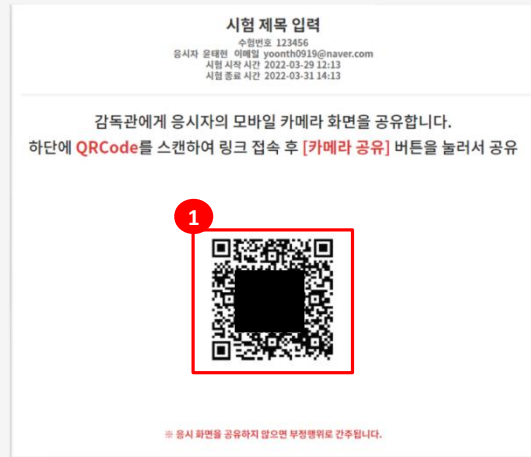 시험 제목 입력
수험번호 123456
응시자 윤태현 이메일 yoonth0919@naver.com
시험 시작 시간 2022-03-29 12:13
시험 종료 시간 2022-03-31 14:13
감독관에게 응시자의 모바일 카메라 화면을 공유합니다.
하단에 QRCode를 스캔하여 링크 접속 후 [카메라 공유] 버튼을 눌러서 공유
1
※ 응시 화면을 공유하지 않으면 부정행위로 간주됩니다.